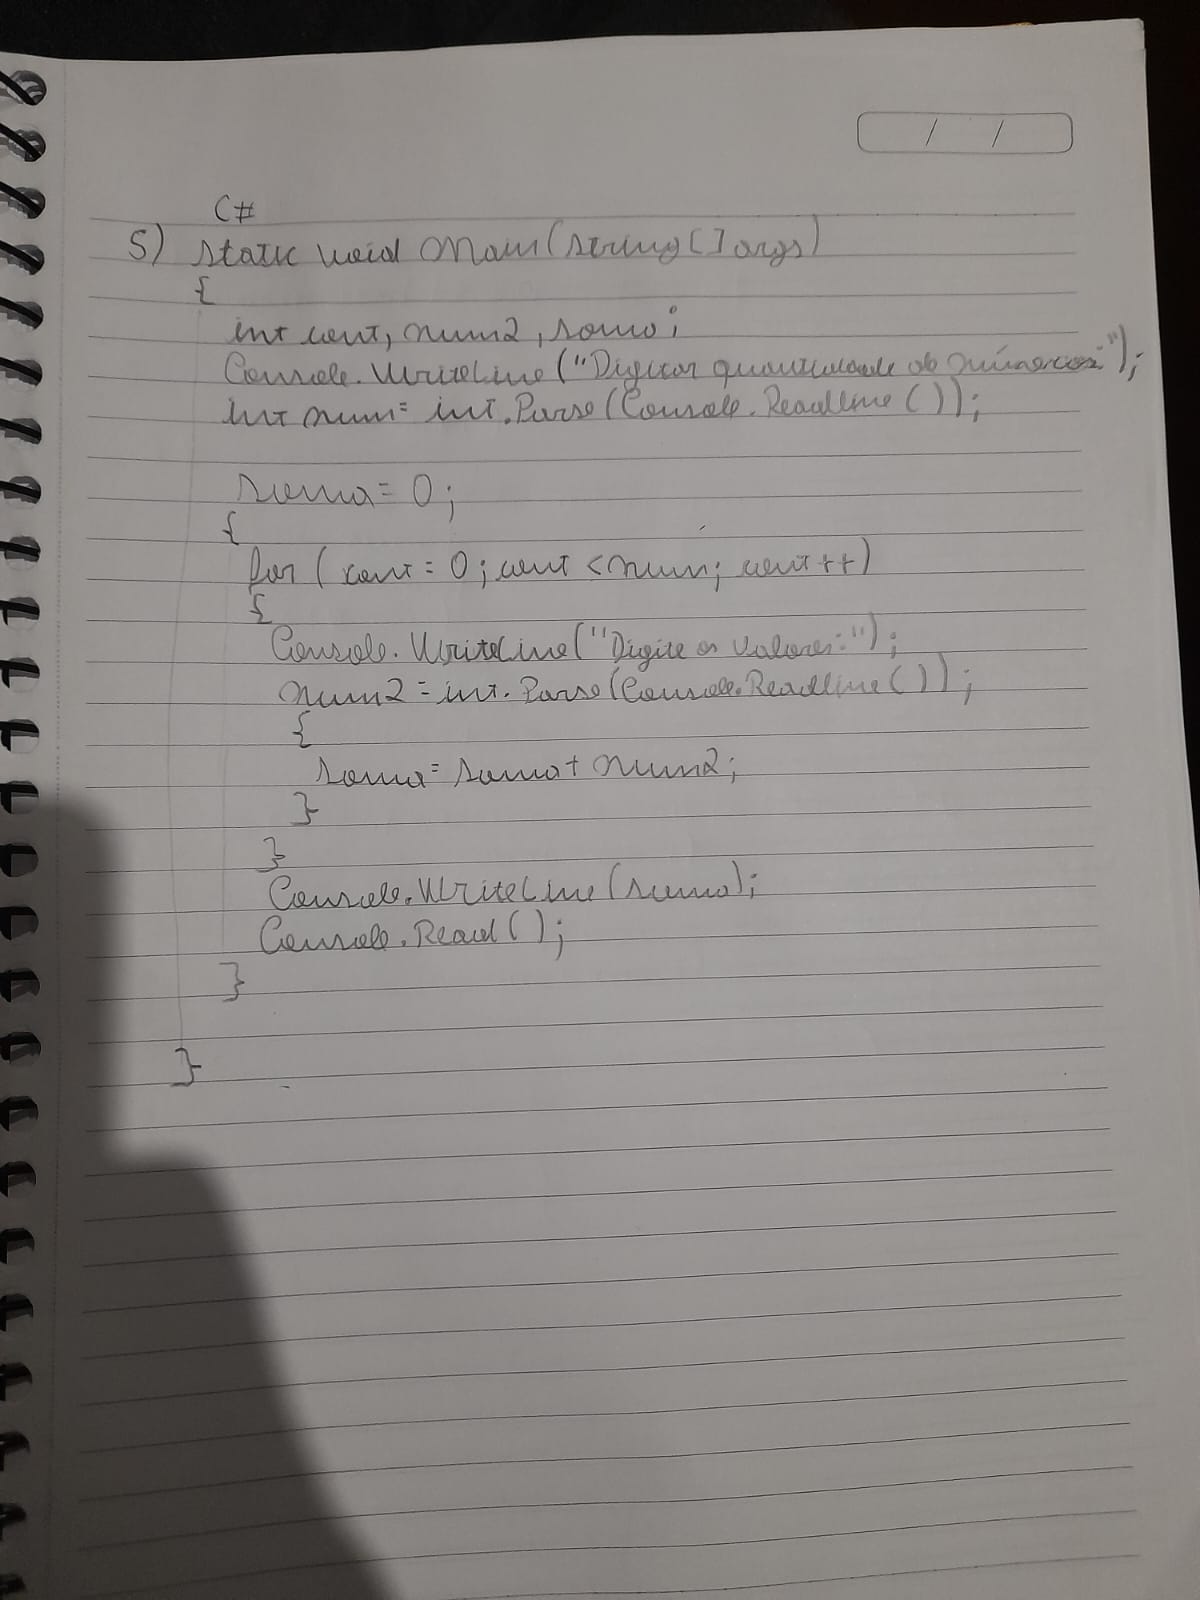 / /
C#
5) static void Main(string[] args)
{
int cont, num2, soma;
Console.WriteLine("Digitar quantidade de números:");
int num= int.Parse(Console.Readline());
soma= 0;
{
for (cont= 0; cont <num; cont++)
{
Console.WriteLine("Digite os valores:");
num2 = int.Parse(Console.Readline());
{
soma= soma+ num2;
}
}
Console.WriteLine(soma);
Console.Read();
}
}